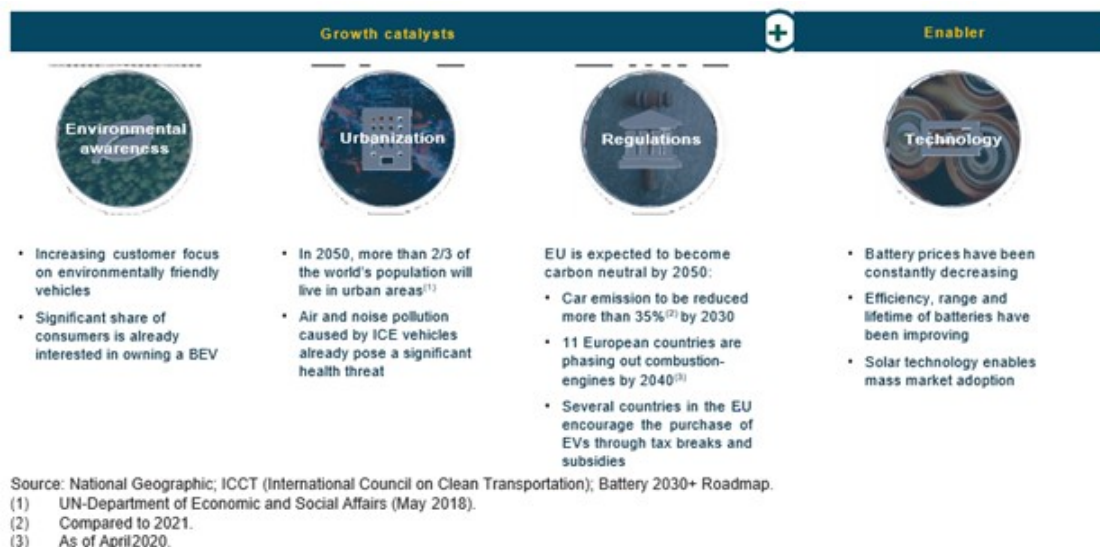 Growth catalysts
Enabler
Environmental
awareness
Urbanization
Regulations
Technology
• Increasing customer focus
on environmentally friendly
vehicles
• Significant share of
consumers is already
interested in owning a BEV
• In 2050, more than 2/3 of
the world's population will
live in urban areas(1)
• Air and noise pollution
caused by ICE vehicles
already pose a significant
health threat
EU is expected to become
carbon neutral by 2050:
• Car emission to be reduced
more than 35%(2) by 2030
• 11 European countries are
phasing out combustion-
engines by 2040(3)
• Several countries in the EU
encourage the purchase of
EVs through tax breaks and
subsidies
• Battery prices have been
constantly decreasing
• Efficiency, range and
lifetime of batteries have
been improving
• Solar technology enables
mass market adoption
Source: National Geographic; ICCT (International Council on Clean Transportation); Battery 2030+ Roadmap.
(1) UN-Department of Economic and Social Affairs (May 2018).
(2) Compared to 2021.
(3) As of April2020.